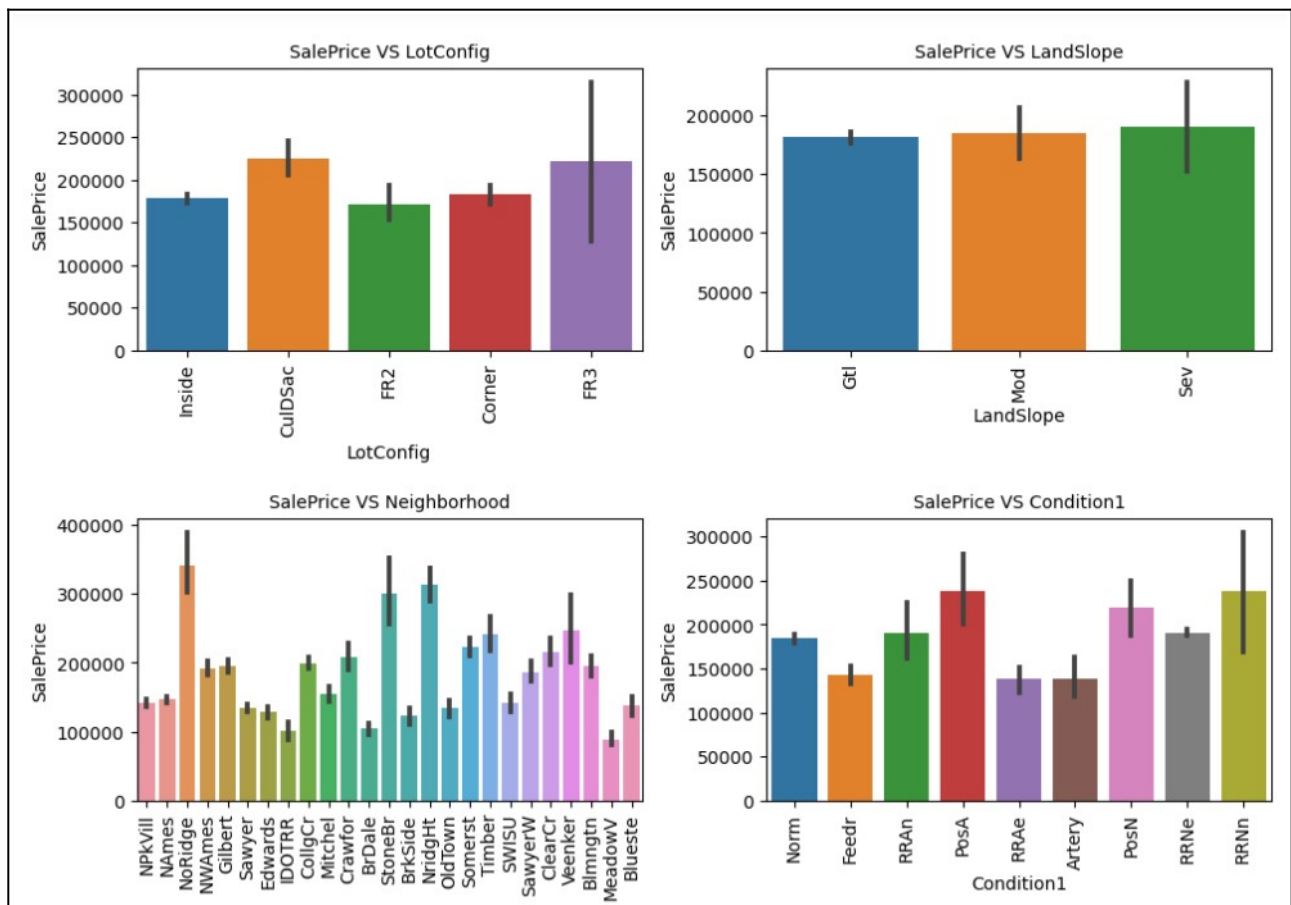 SalePrice VS LotConfig
SalePrice
300000
250000
200000
150000
100000
50000
0
Inside
CulDSac
FR2
Corner
FR3
LotConfig
SalePrice VS LandSlope
SalePrice
200000
150000
100000
50000
0
Gtl
Mod
Sev
LandSlope
SalePrice VS Neighborhood
SalePrice
400000
300000
200000
100000
0
NPkVill
NAmes
NoRidge
NWAmes
Gilbert
Sawyer
Edwards
IDOTRR
CollgCr
Mitchel
Crawfor
BrDale
StoneBr
BrkSide
NridgHt
OldTown
Somerst
Timber
SWISU
SawyerW
ClearCr
Veenker
Blmngtn
MeadowV
Blueste
SalePrice VS Condition1
SalePrice
300000
250000
200000
150000
100000
50000
0
Norm
Feedr
RRAn
PosA
RRAe
Artery
PosN
RRNe
RRNn
Condition1